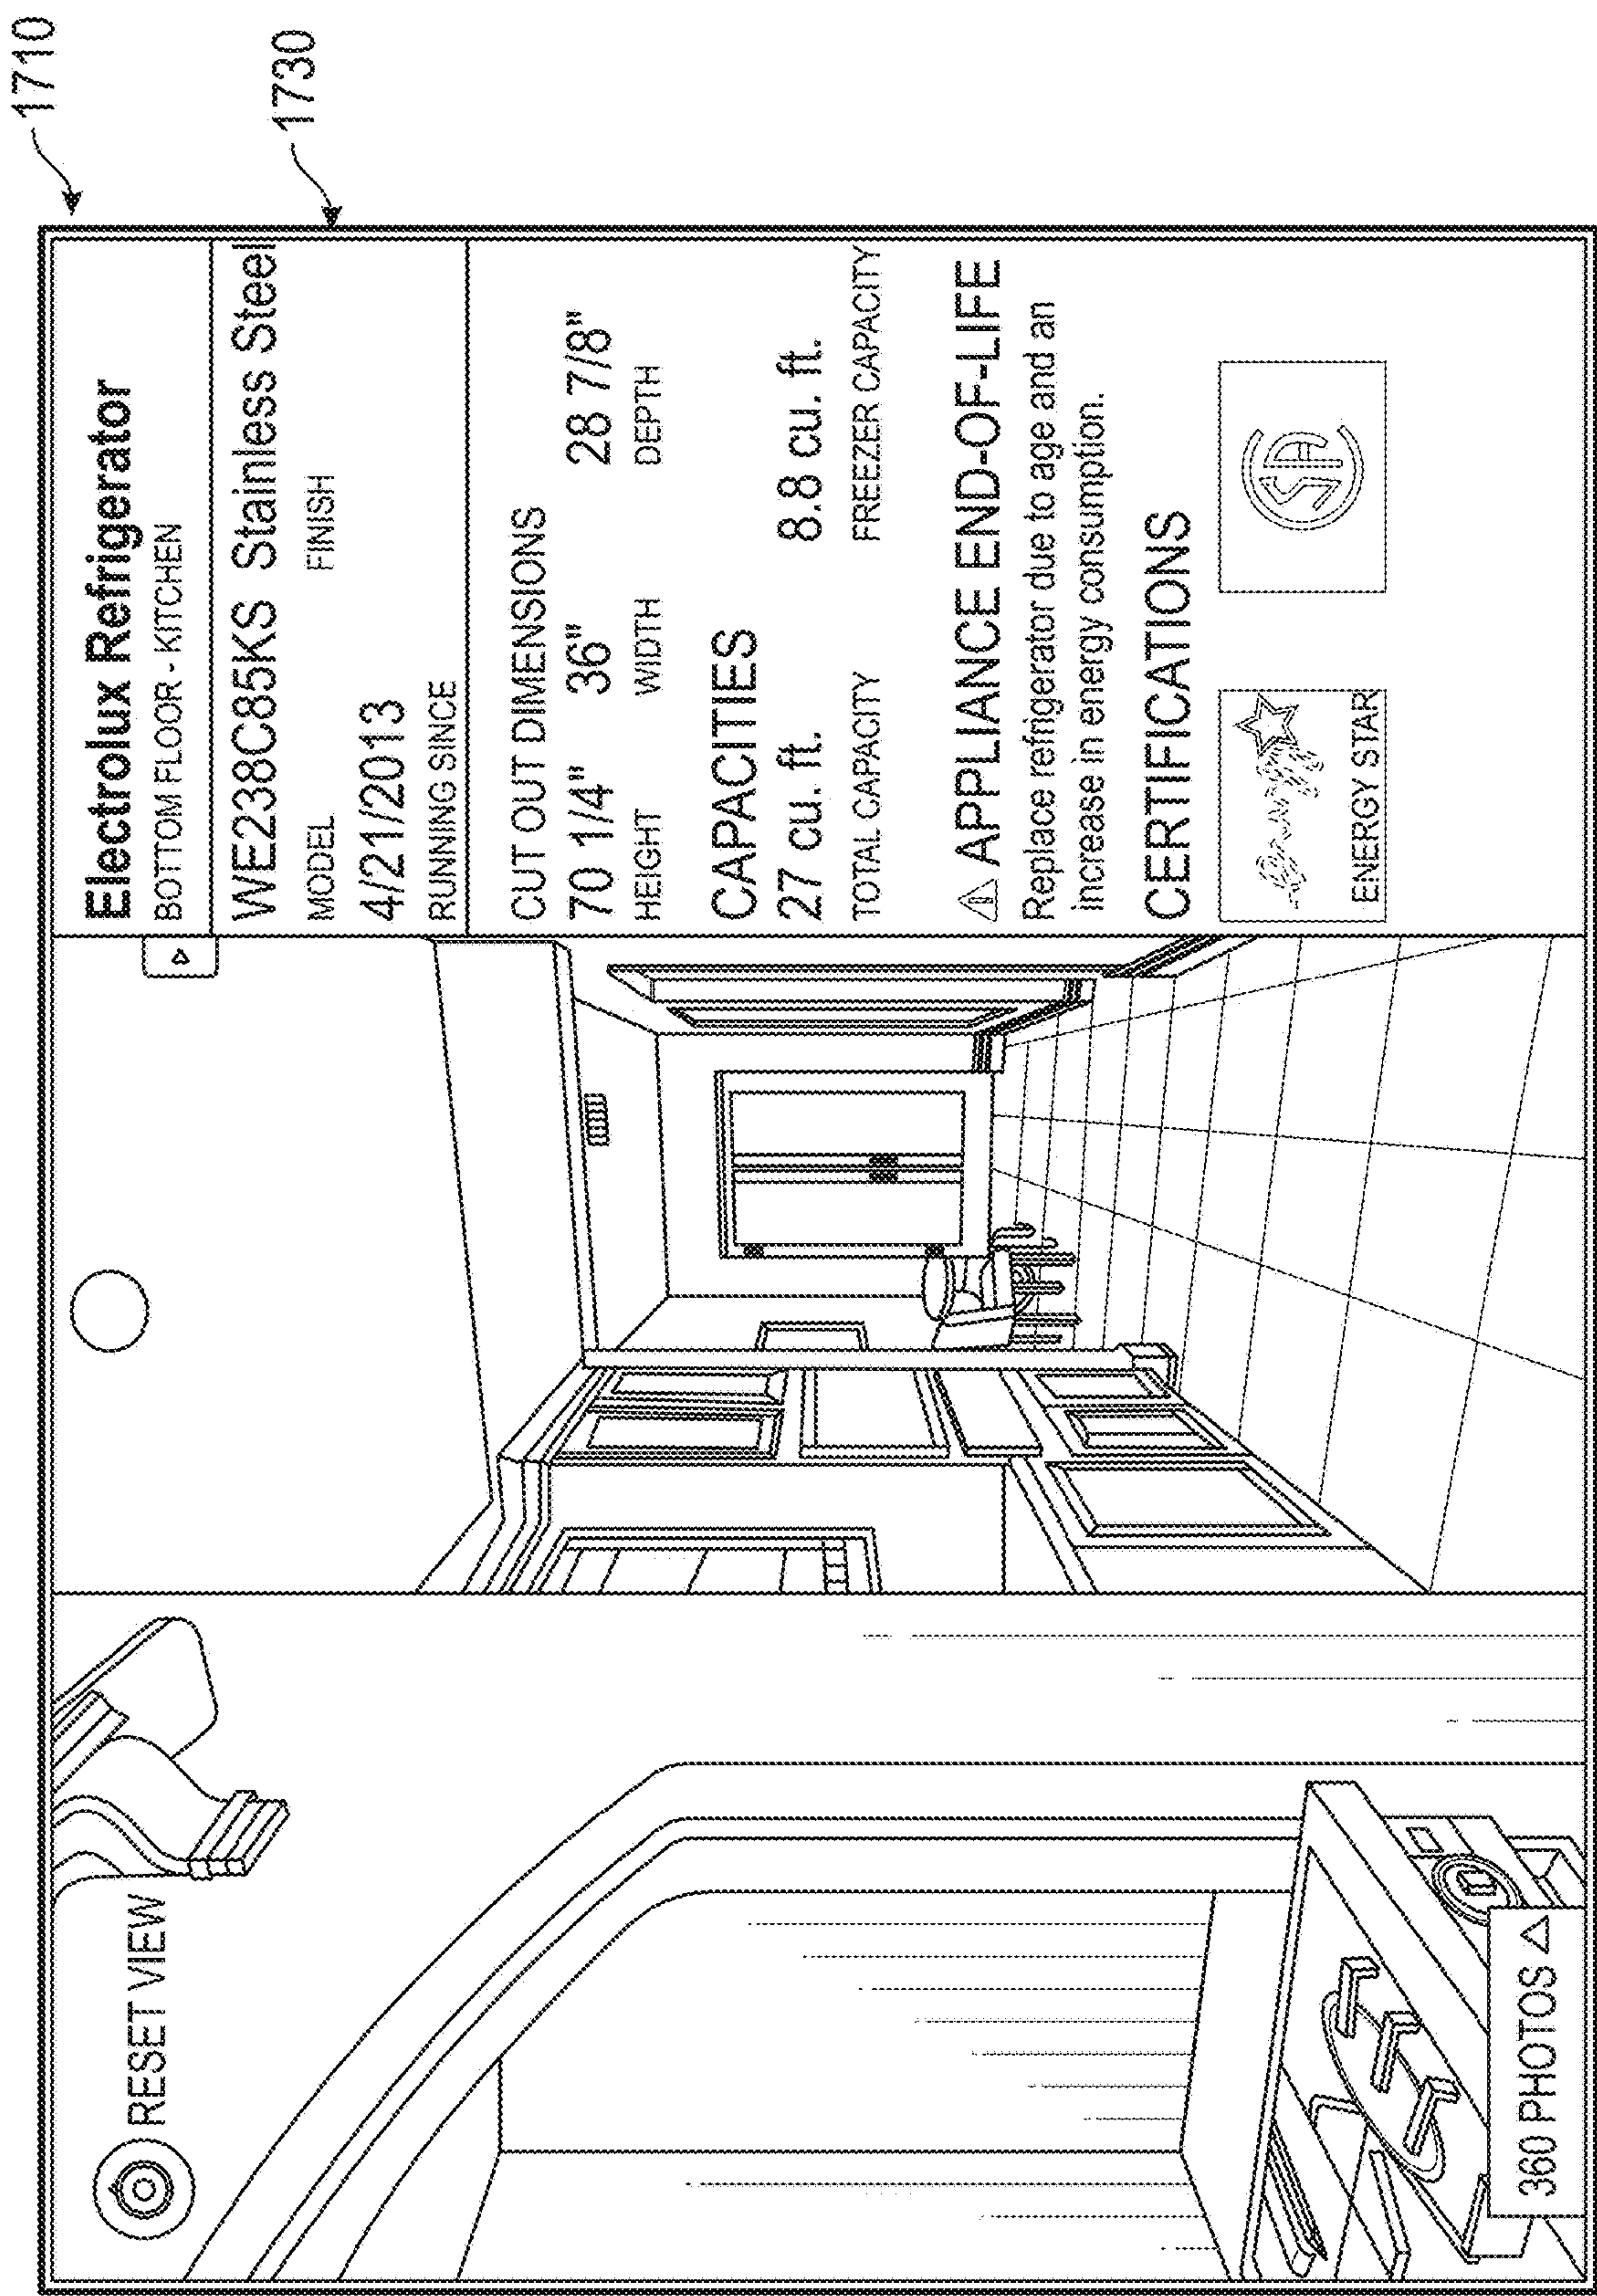 1710
1730
RESET VIEW
360 PHOTOS
Electrolux Refrigerator
BOTTOM FLOOR - KITCHEN
WE238C85KS Stainless Steel
MODEL FINISH
4/21/2013
RUNNING SINCE
CUT OUT DIMENSIONS
70 1/4" 36" 28 7/8"
HEIGHT WIDTH DEPTH
CAPACITIES
27 cu. ft. 8.8 cu. ft.
TOTAL CAPACITY FREEZER CAPACITY
APPLIANCE END-OF-LIFE
Replace refrigerator due to age and an
increase in energy consumption.
CERTIFICATIONS
ENERGY STAR